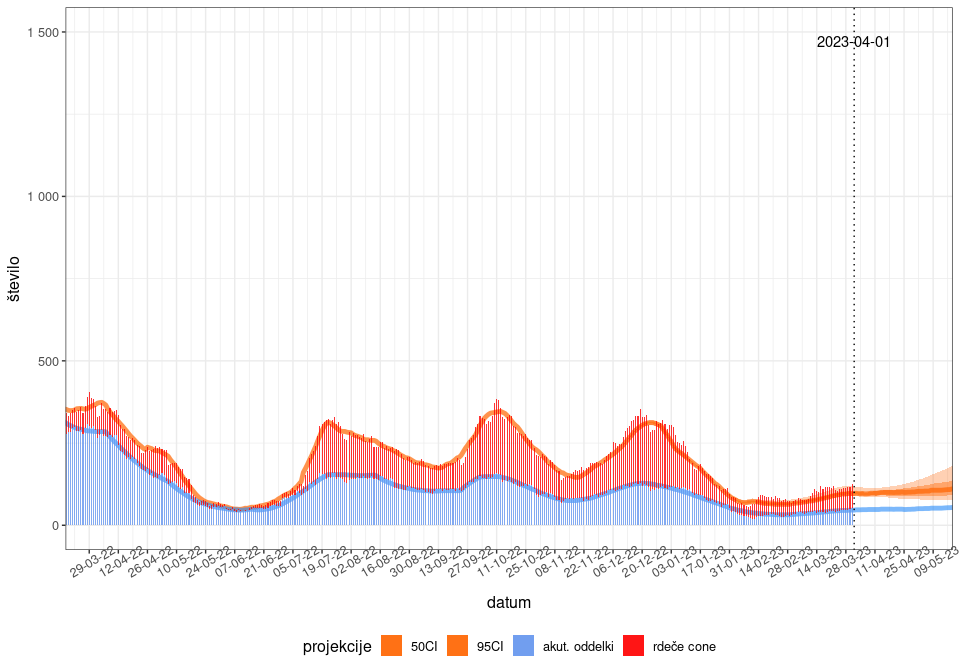 1 500
2023-04-01
1 000
število
500
0
29-03-22 12-04-22 26-04-22 10-05-22 24-05-22 07-06-22 21-06-22 05-07-22 19-07-22 02-08-22 16-08-22 30-08-22 13-09-22 27-09-22 11-10-22 25-10-22 08-11-22 22-11-22 06-12-22 20-12-22 03-01-23 17-01-23 31-01-23 14-02-23 28-02-23 14-03-23 28-03-23 11-04-23 25-04-23 09-05-23
datum
projekcije 50CI 95CI akut. oddelki rdeče cone